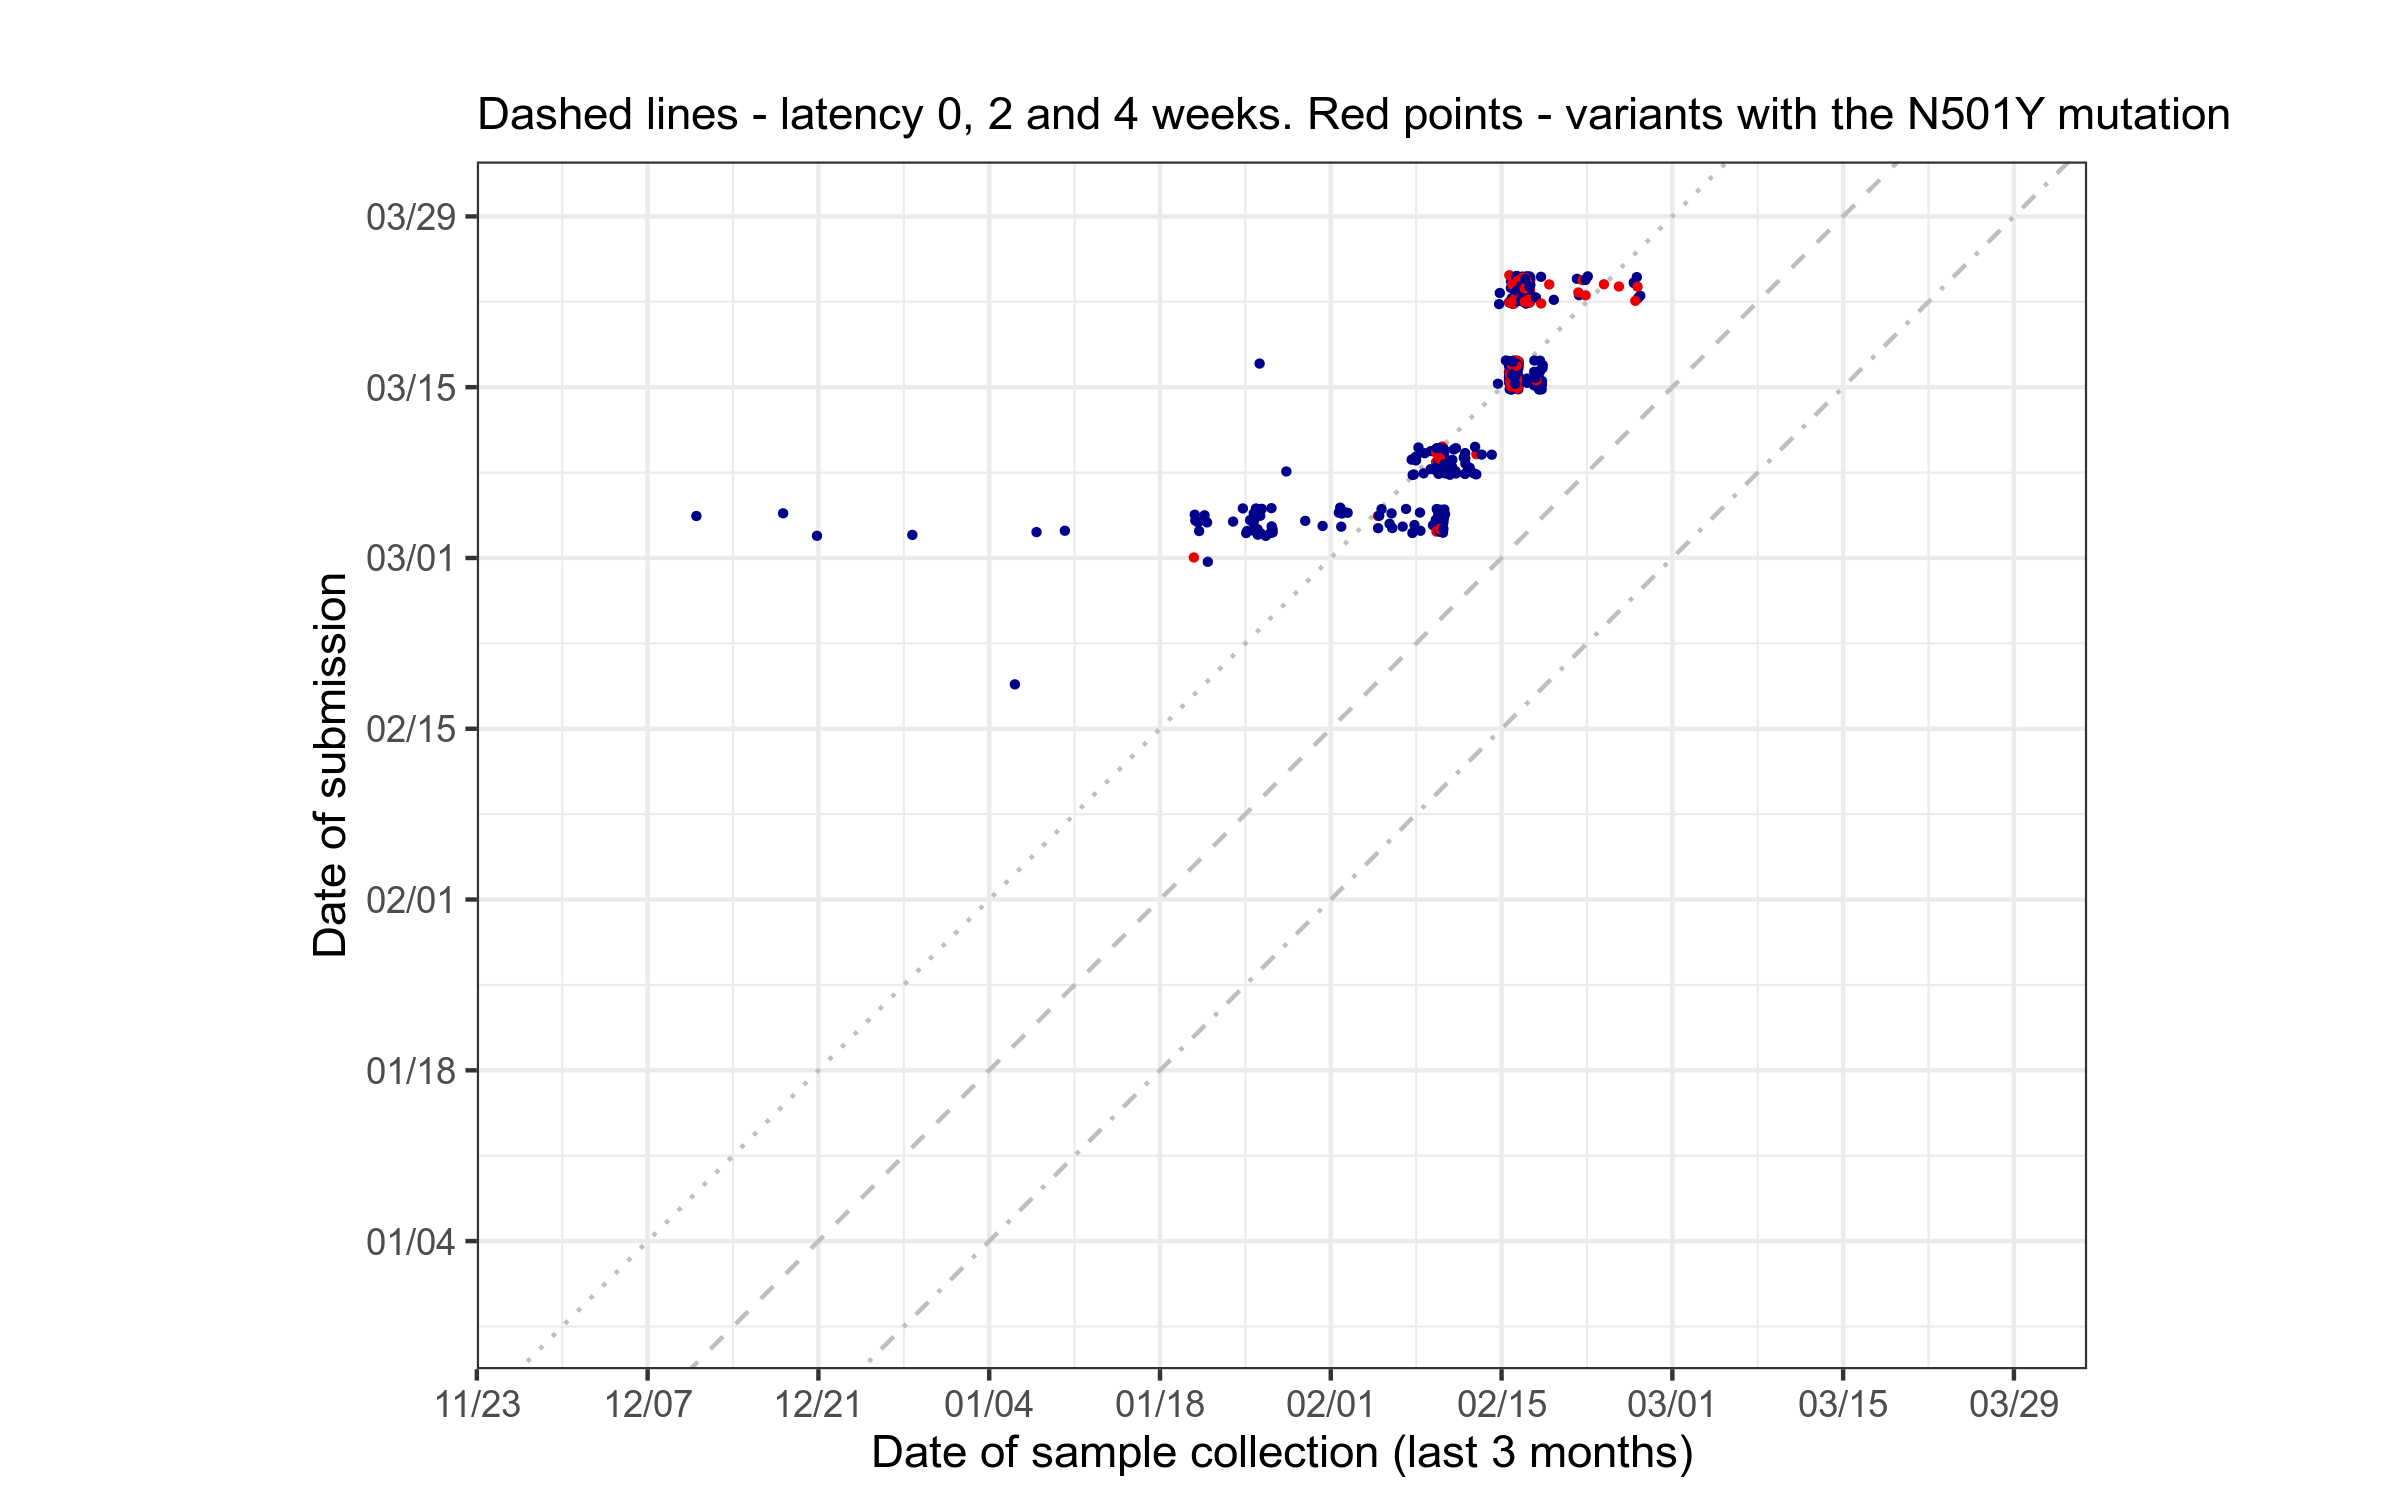 Dashed lines - latency 0, 2 and 4 weeks. Red points - variants with the N501Y mutation
03/29
03/15
03/01
02/15
02/01
01/18
01/04
Date of submission
11/23 12/07 12/21 01/04 01/18 02/01 02/15 03/01 03/15 03/29
Date of sample collection (last 3 months)